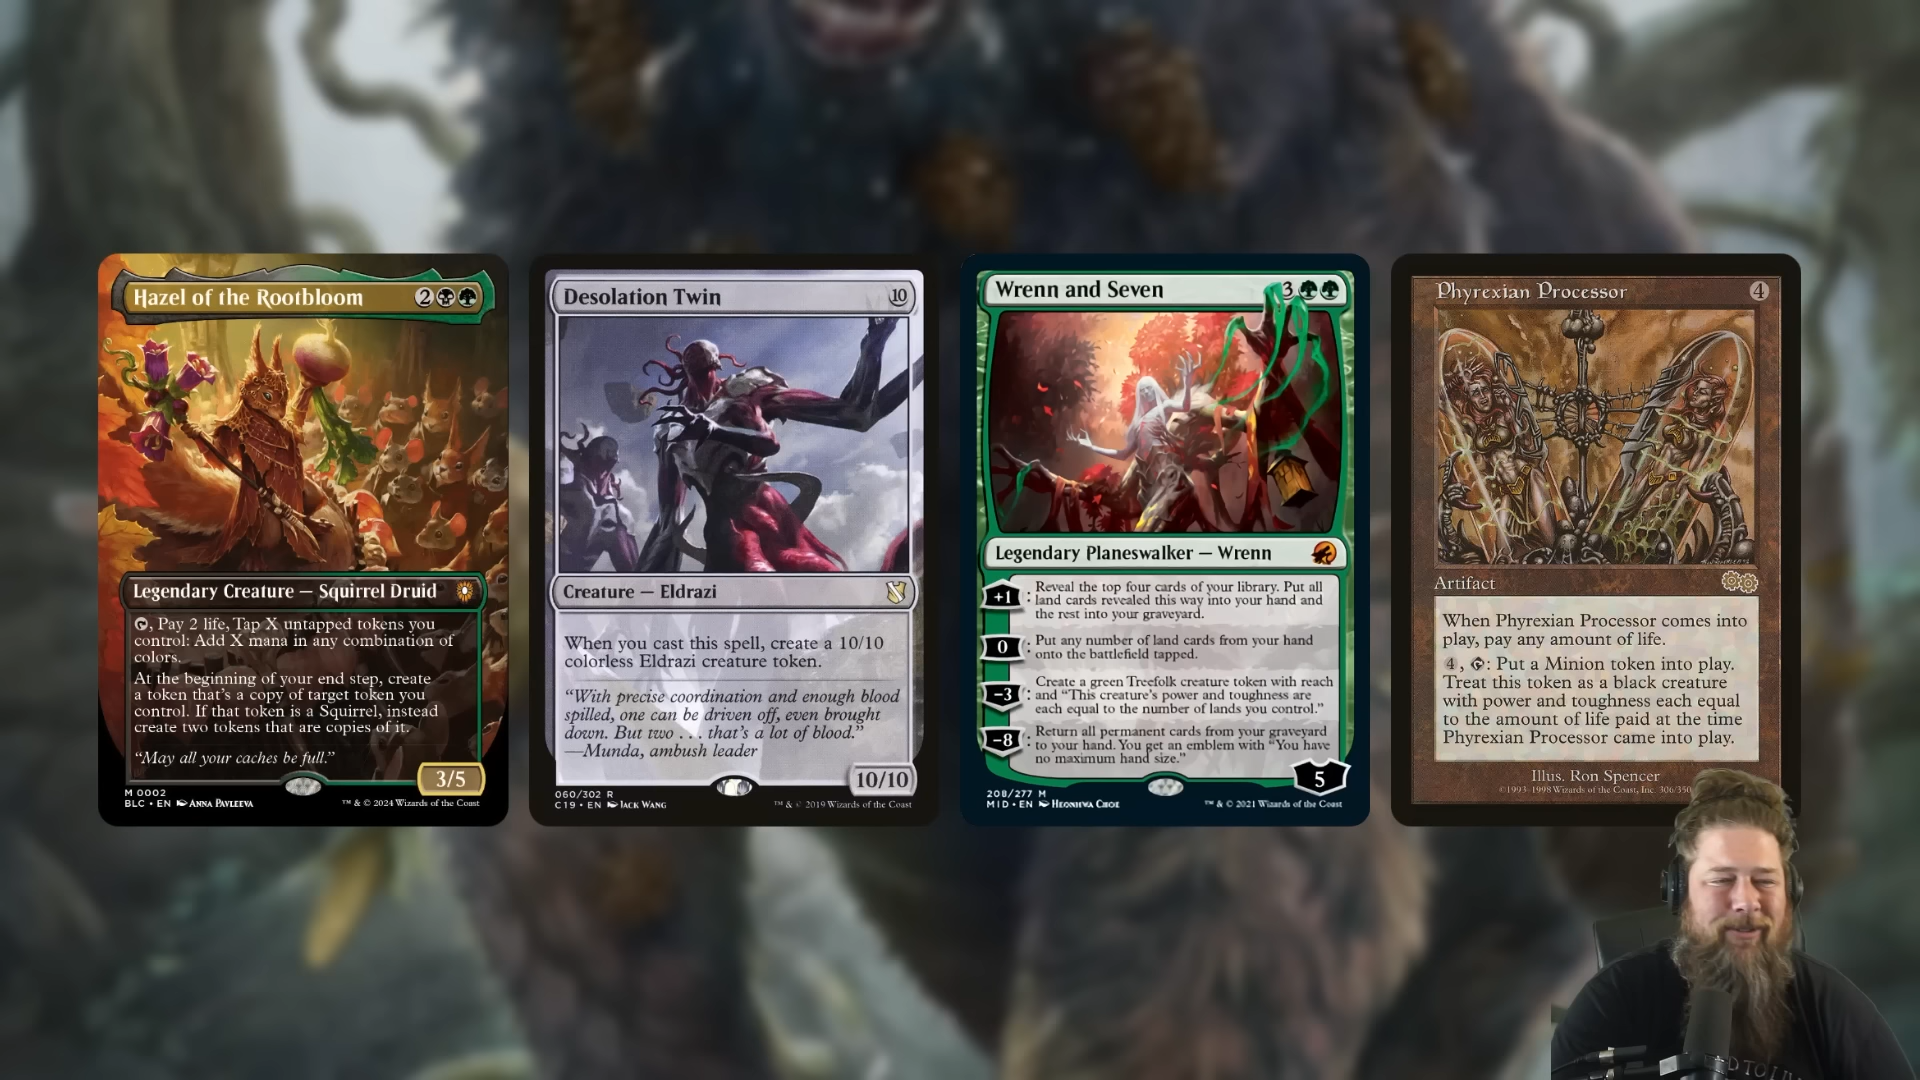 Hazel of the Rootbloom
2
Legendary Creature — Squirrel Druid
, Pay 2 life, Tap X untapped tokens you
control: Add X mana in any combination of
colors.
At the beginning of your end step, create
a token that's a copy of target token you
control. If that token is a Squirrel, instead
create two tokens that are copies of it.
“May all your caches be full.”
3/5
M 0002
BLC • EN Anna Pavleeva
™ & © 2024 Wizards of the Coast
Desolation Twin
10
Creature — Eldrazi
When you cast this spell, create a 10/10
colorless Eldrazi creature token.
“With precise coordination and enough blood
spilled, one can be driven off, even brought
down. But two . . . that's a lot of blood.”
—Munda, ambush leader
10/10
060/302 R
C19 • EN Jack Wang
™ & © 2019 Wizards of the Coast
Wrenn and Seven
3
Legendary Planeswalker — Wrenn
+1 : Reveal the top four cards of your library. Put all
land cards revealed this way into your hand and
the rest into your graveyard.
0 : Put any number of land cards from your hand
onto the battlefield tapped.
−3 : Create a green Treefolk creature token with reach
and “This creature's power and toughness are
each equal to the number of lands you control.”
−8 : Return all permanent cards from your graveyard
to your hand. You get an emblem with “You have
no maximum hand size.”
5
208/277 M
MID • EN Heonhwa Choe
™ & © 2021 Wizards of the Coast
Phyrexian Processor
4
Artifact
When Phyrexian Processor comes into
play, pay any amount of life.
4, : Put a Minion token into play.
Treat this token as a black creature
with power and toughness each equal
to the amount of life paid at the time
Phyrexian Processor came into play.
Illus. Ron Spencer
©1993–1998 Wizards of the Coast, Inc. 306/350